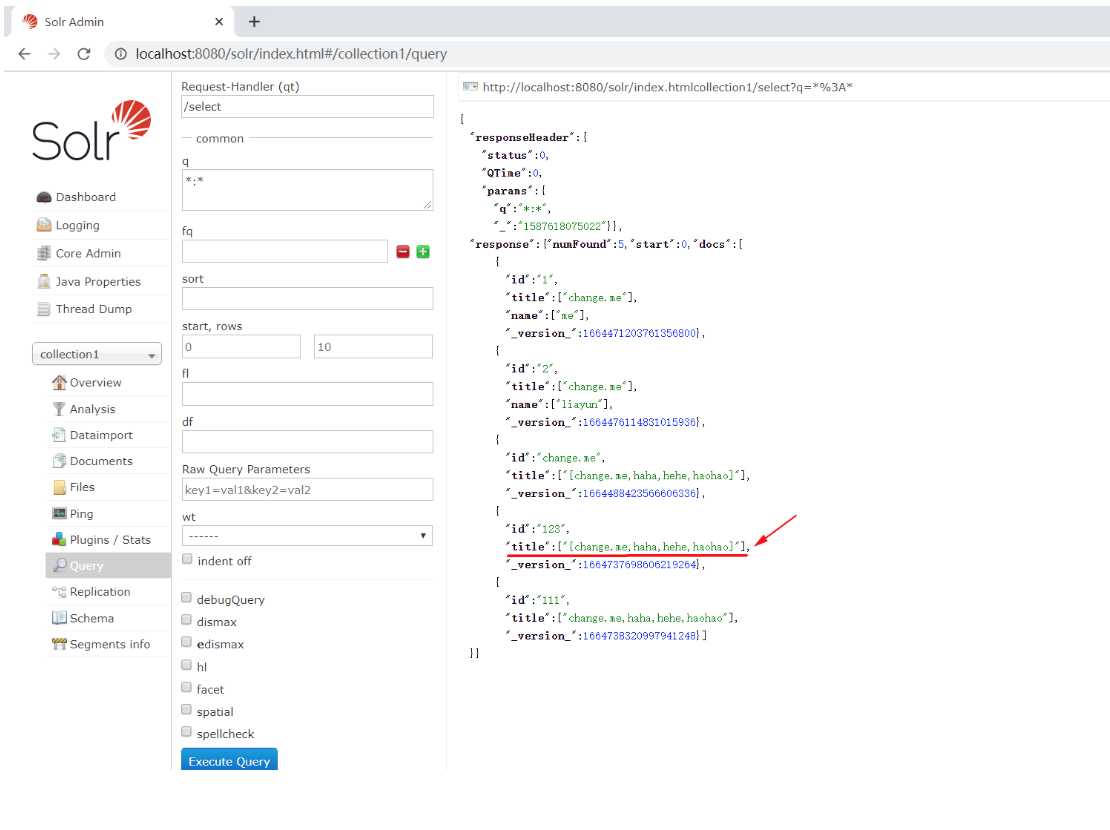 Solr Admin
localhost:8080/solr/index.html#/collection1/query
Solr
Dashboard
Logging
Core Admin
Java Properties
Thread Dump
collection1
Overview
Analysis
Dataimport
Documents
Files
Ping
Plugins / Stats
Query
Replication
Schema
Segments info
Request-Handler (qt)
/select
common
q
*:*
fq
sort
start, rows
0 10
fl
df
Raw Query Parameters
key1=val1&key2=val2
wt
------
indent off
debugQuery
dismax
edismax
hl
facet
spatial
spellcheck
Execute Query
http://localhost:8080/solr/index.htmlcollection1/select?q=*%3A*
{
"responseHeader":{
"status":0,
"QTime":0,
"params":{
"q":"*:*",
"_":"1587618075022"}},
"response":{"numFound":5,"start":0,"docs":[
{
"id":"1",
"title":["change.me"],
"name":["me"],
"_version_":1664471203761356800},
{
"id":"2",
"title":["change.me"],
"name":["liayun"],
"_version_":1664476114831015936},
{
"id":"change.me",
"title":["[change.me,haha,hehe,haohao]"],
"_version_":1664488423566606336},
{
"id":"123",
"title":["[change.me,haha,hehe,haohao]"],
"_version_":1664737698606219264},
{
"id":"111",
"title":["change.me,haha,hehe,haohao"],
"_version_":1664738320997941248}]
}}